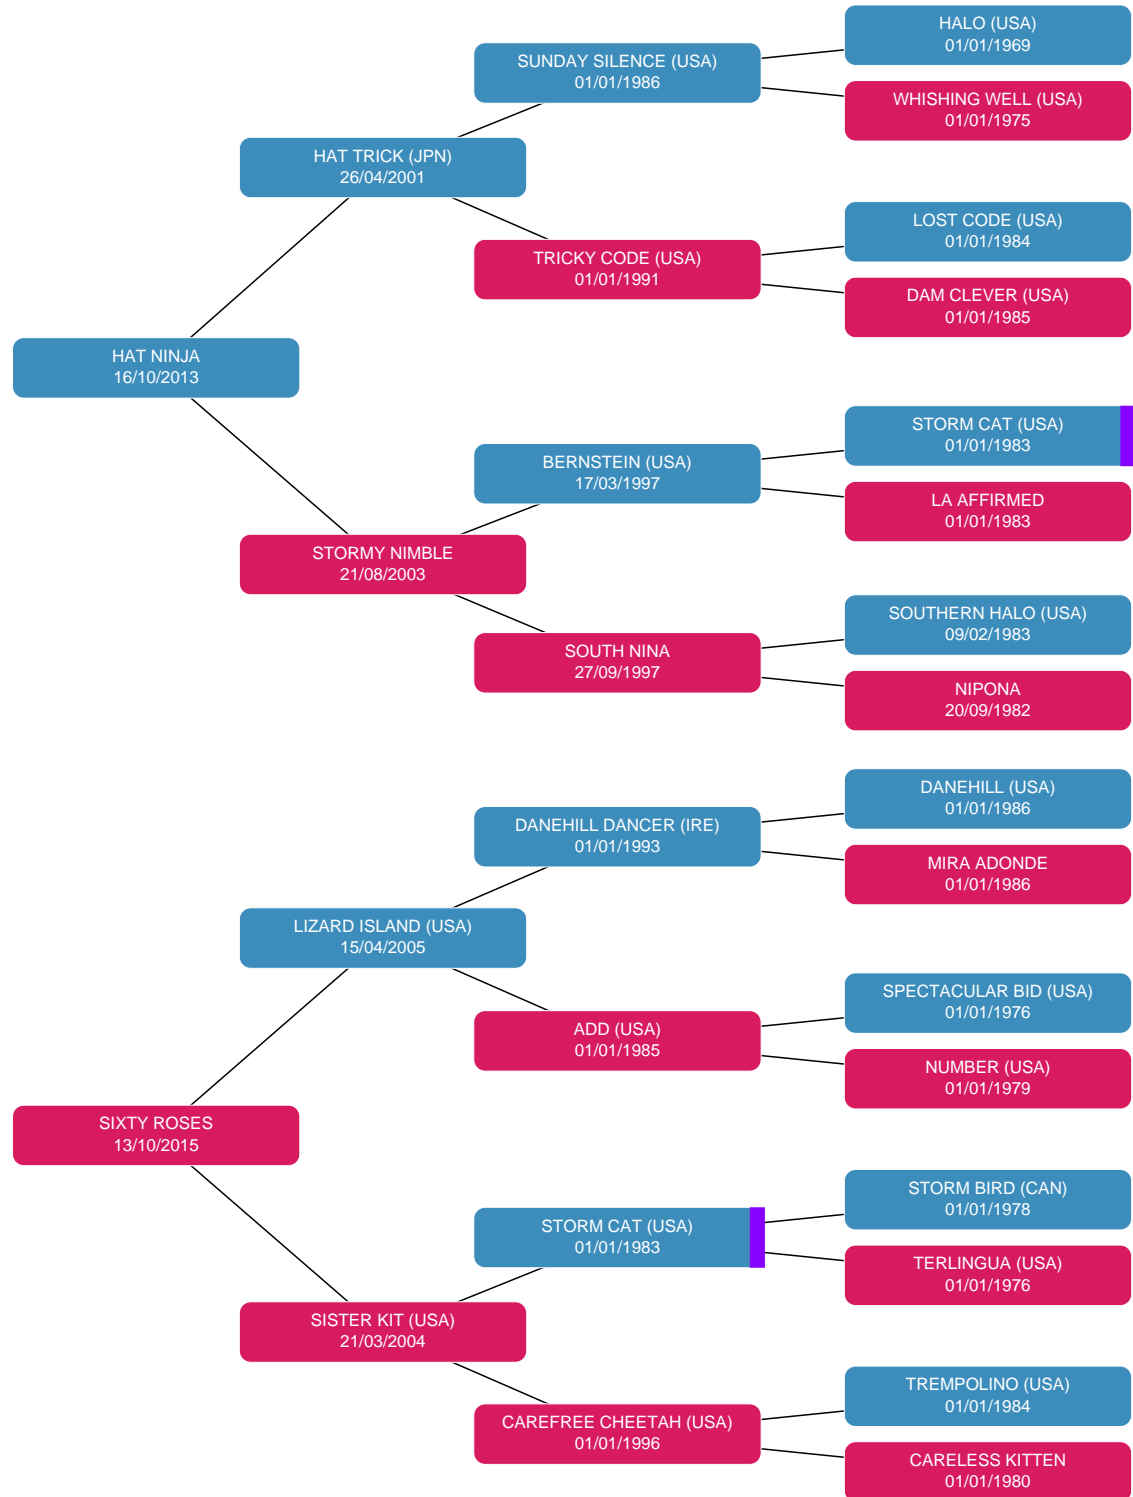 HALO (USA)
01/01/1969
SUNDAY SILENCE (USA)
01/01/1986
WHISHING WELL (USA)
01/01/1975
HAT TRICK (JPN)
26/04/2001
LOST CODE (USA)
01/01/1984
TRICKY CODE (USA)
01/01/1991
DAM CLEVER (USA)
01/01/1985
HAT NINJA
16/10/2013
STORM CAT (USA)
01/01/1983
BERNSTEIN (USA)
17/03/1997
LA AFFIRMED
01/01/1983
STORMY NIMBLE
21/08/2003
SOUTHERN HALO (USA)
09/02/1983
SOUTH NINA
27/09/1997
NIPONA
20/09/1982
DANEHILL (USA)
01/01/1986
DANEHILL DANCER (IRE)
01/01/1993
MIRA ADONDE
01/01/1986
LIZARD ISLAND (USA)
15/04/2005
SPECTACULAR BID (USA)
01/01/1976
ADD (USA)
01/01/1985
NUMBER (USA)
01/01/1979
SIXTY ROSES
13/10/2015
STORM BIRD (CAN)
01/01/1978
STORM CAT (USA)
01/01/1983
TERLINGUA (USA)
01/01/1976
SISTER KIT (USA)
21/03/2004
TREMPOLINO (USA)
01/01/1984
CAREFREE CHEETAH (USA)
01/01/1996
CARELESS KITTEN
01/01/1980